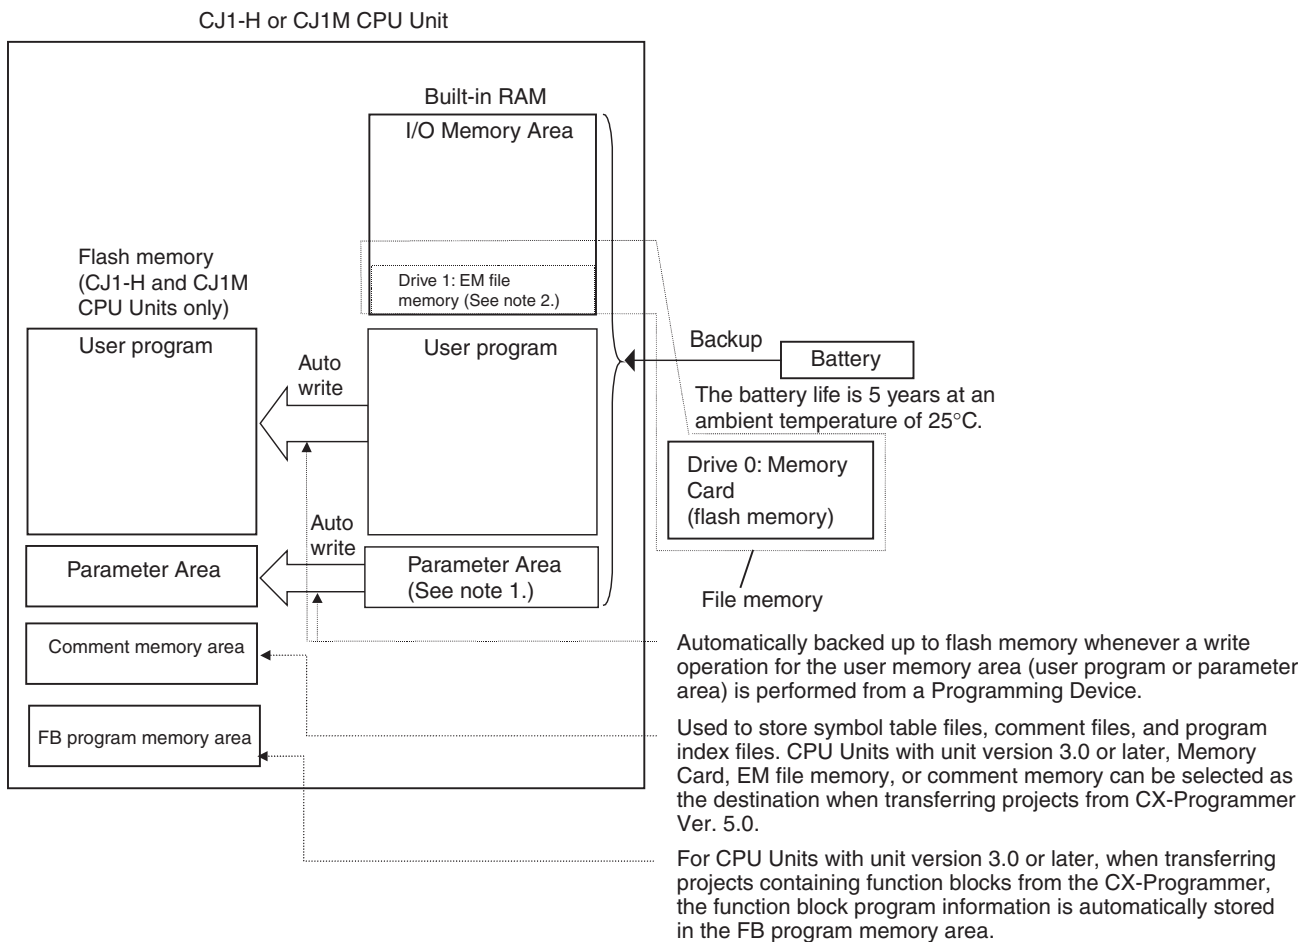 CJ1-H or CJ1M CPU Unit
Built-in RAM
I/O Memory Area
Drive 1: EM file
memory (See note 2.)
Flash memory
(CJ1-H and CJ1M
CPU Units only)
User program
Auto
write
User program
Backup
Battery
The battery life is 5 years at an
ambient temperature of 25°C.
Drive 0: Memory
Card
(flash memory)
File memory
Parameter Area
Auto
write
Parameter Area
(See note 1.)
Comment memory area
FB program memory area
Automatically backed up to flash memory whenever a write
operation for the user memory area (user program or parameter
area) is performed from a Programming Device.
Used to store symbol table files, comment files, and program
index files. CPU Units with unit version 3.0 or later, Memory
Card, EM file memory, or comment memory can be selected as
the destination when transferring projects from CX-Programmer
Ver. 5.0.
For CPU Units with unit version 3.0 or later, when transferring
projects containing function blocks from the CX-Programmer,
the function block program information is automatically stored
in the FB program memory area.